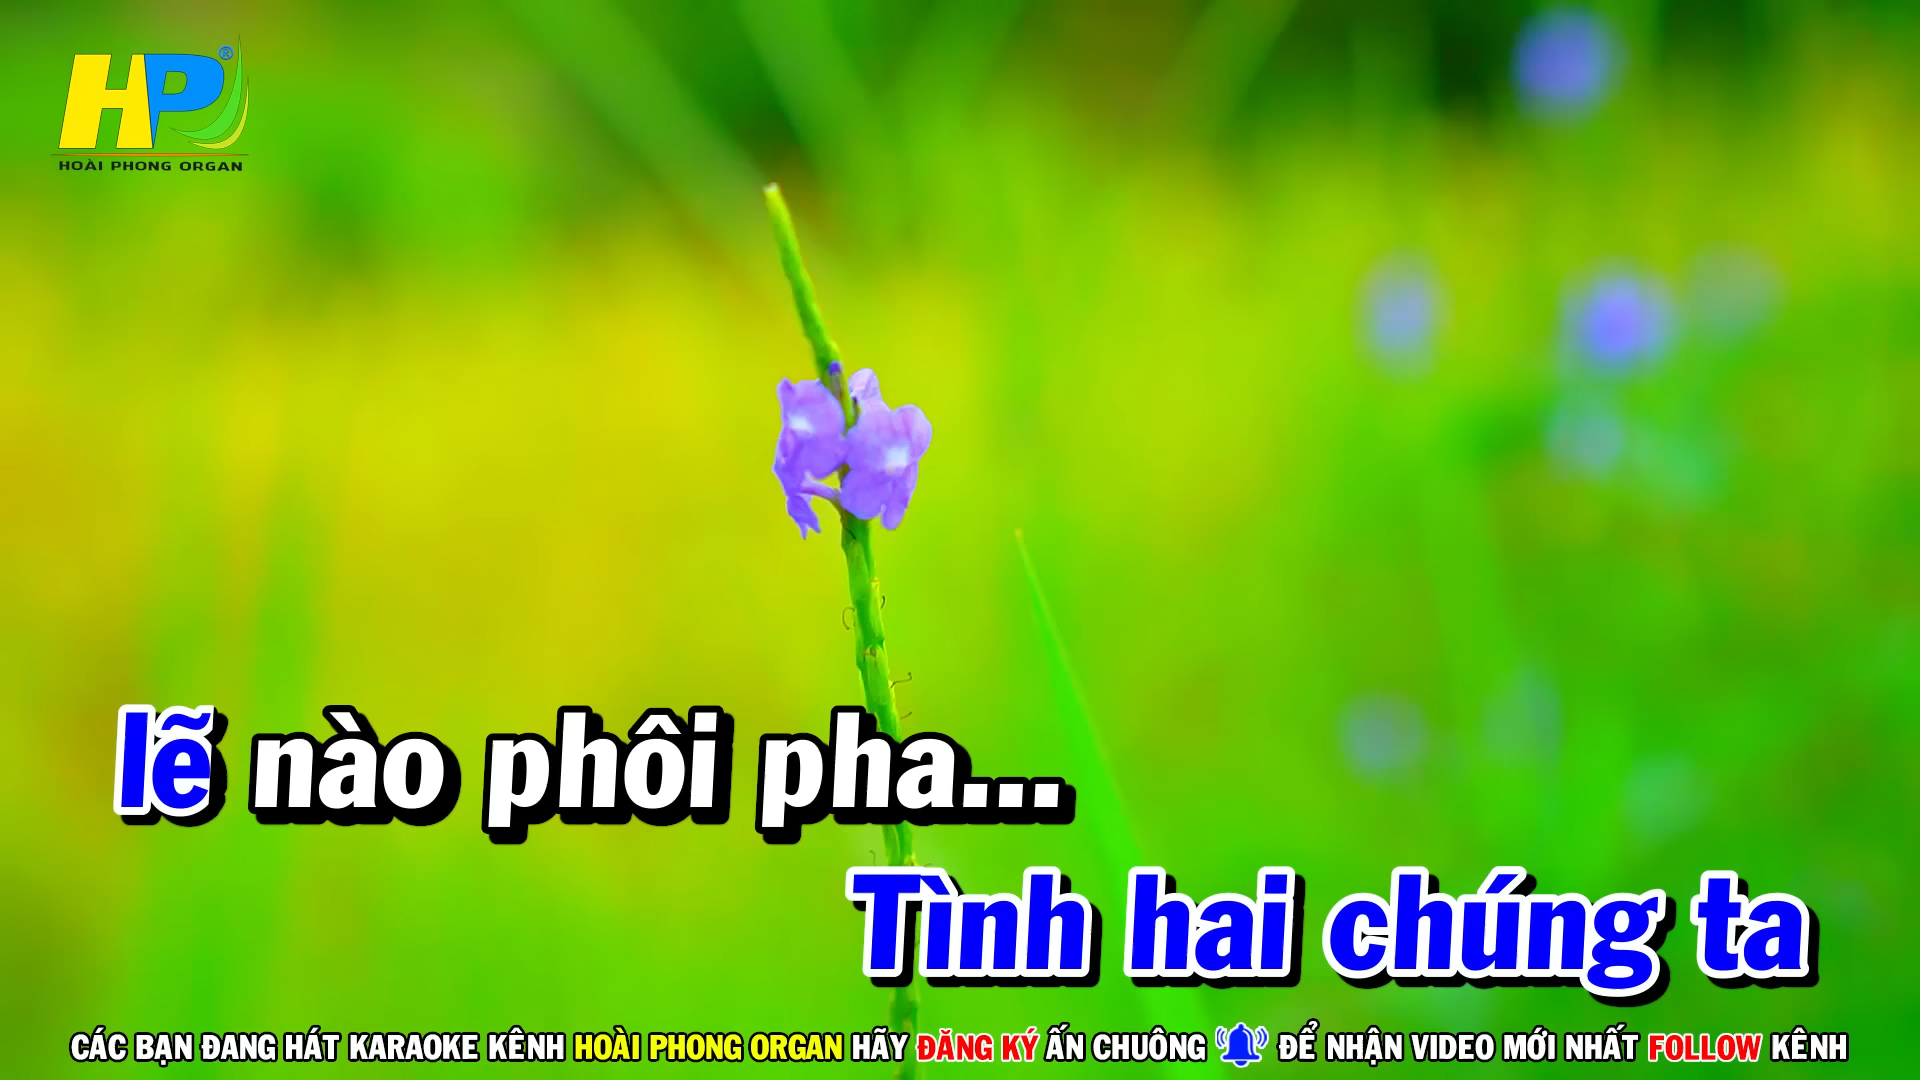 HP®
HOÀI PHONG ORGAN
lẽ nào phôi pha...
Tình hai chúng ta
CÁC BẠN ĐANG HÁT KARAOKE KÊNH HOÀI PHONG ORGAN HÃY ĐĂNG KÝ ẤN CHUÔNG ĐỂ NHẬN VIDEO MỚI NHẤT FOLLOW KÊNH